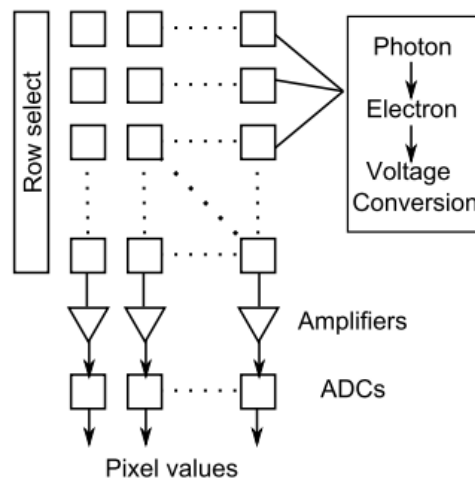 Row select
Photon
Electron
Voltage
Conversion
Amplifiers
ADCs
Pixel values